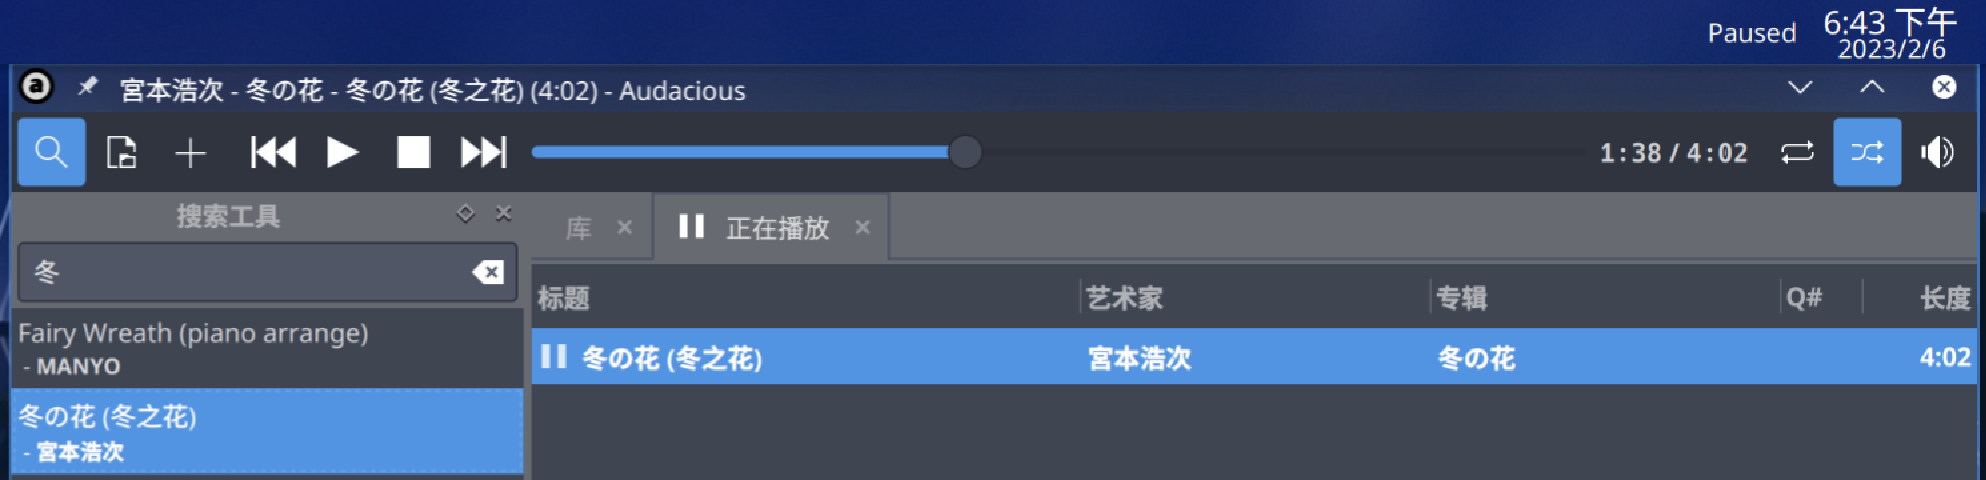 Paused
6:43 下午
2023/2/6
宮本浩次 - 冬の花 - 冬の花 (冬之花) (4:02) - Audacious
1:38 / 4:02
搜索工具
库
正在播放
冬
标题 艺术家 专辑 Q# 长度
Fairy Wreath (piano arrange)
- MANYO
冬の花 (冬之花) 宮本浩次 冬の花 4:02
冬の花 (冬之花)
- 宮本浩次